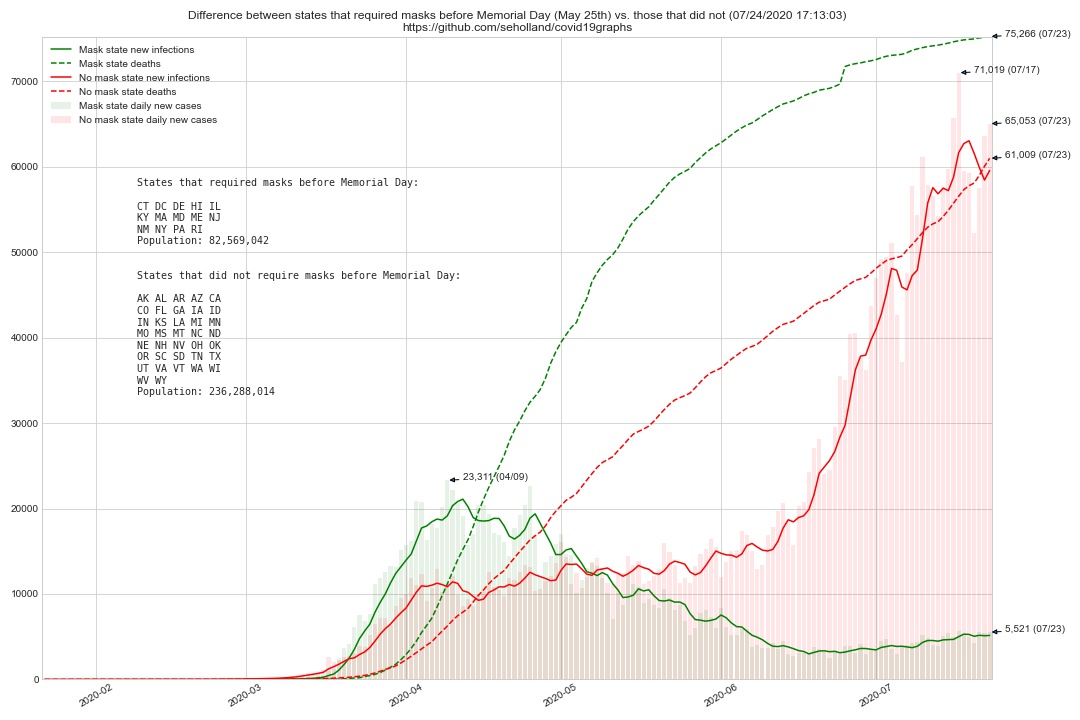 Difference between states that required masks before Memorial Day (May 25th) vs. those that did not (07/24/2020 17:13:03)
https://github.com/seholland/covid19graphs
Mask state new infections
Mask state deaths
No mask state new infections
No mask state deaths
Mask state daily new cases
No mask state daily new cases
75,266 (07/23)
71,019 (07/17)
65,053 (07/23)
61,009 (07/23)
States that required masks before Memorial Day:
CT DC DE HI IL
KY MA MD ME NJ
NM NY PA RI
Population: 82,569,042
States that did not require masks before Memorial Day:
AK AL AR AZ CA
CO FL GA IA ID
IN KS LA MI MN
MO MS MT NC ND
NE NH NV OH OK
OR SC SD TN TX
UT VA VT WA WI
WV WY
Population: 236,288,014
23,311 (04/09)
5,521 (07/23)
70000
60000
50000
40000
30000
20000
10000
0
2020-02
2020-03
2020-04
2020-05
2020-06
2020-07